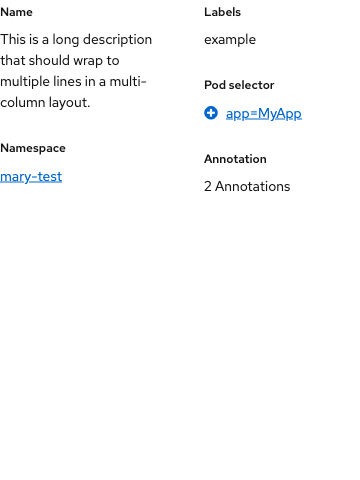 Name
This is a long description
that should wrap to
multiple lines in a multi-
column layout.
Namespace
mary-test
Labels
example
Pod selector
app=MyApp
Annotation
2 Annotations